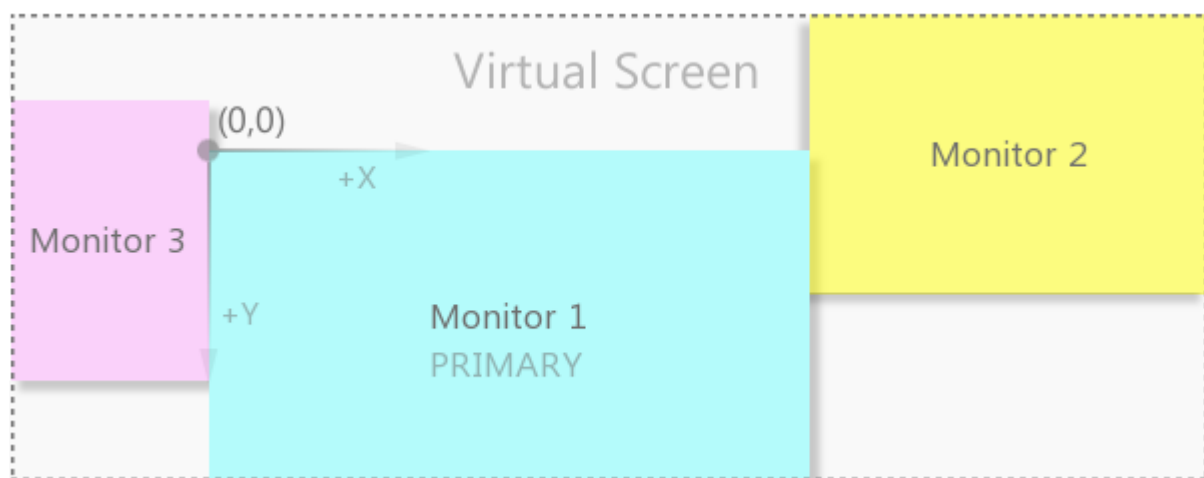 Virtual Screen
(0,0)
+X
Monitor 2
Monitor 3
+Y
Monitor 1
PRIMARY